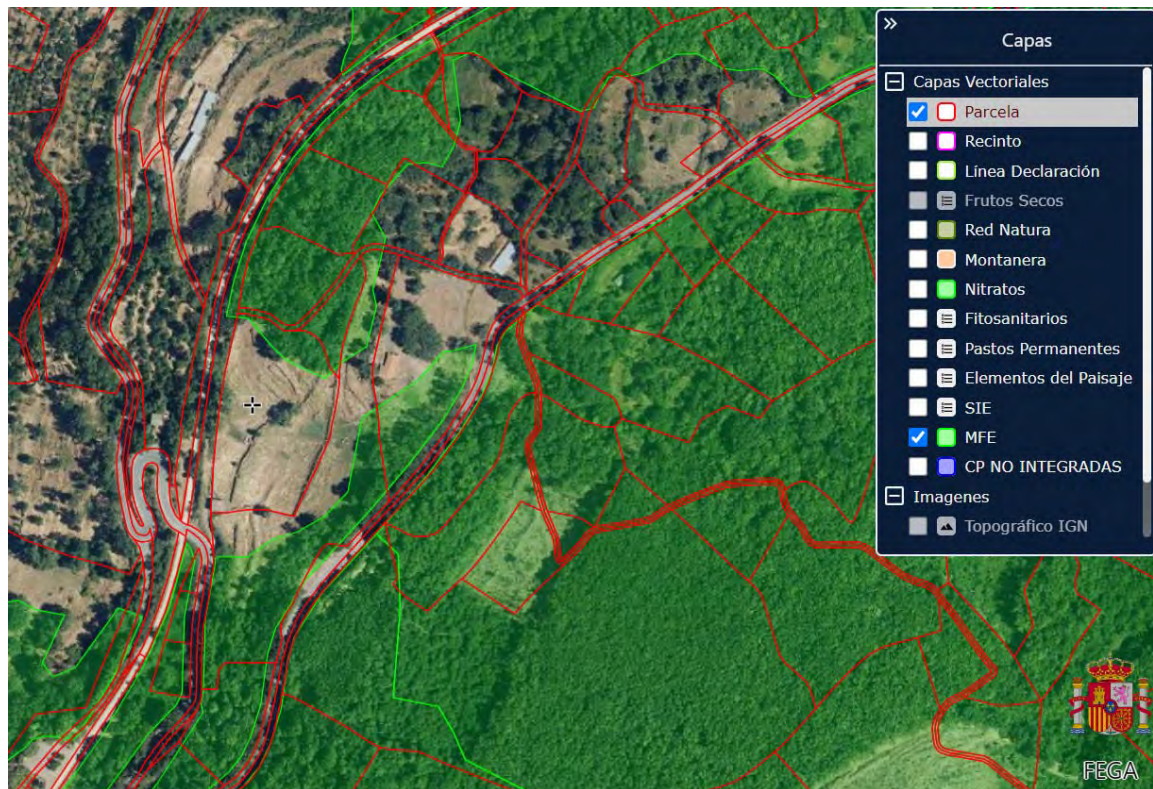 »
Capas
Capas Vectoriales
Parcela
Recinto
Línea Declaración
Frutos Secos
Red Natura
Montanera
Nitratos
Fitosanitarios
Pastos Permanentes
Elementos del Paisaje
SIE
MFE
CP NO INTEGRADAS
Imagenes
Topográfico IGN
FEGA